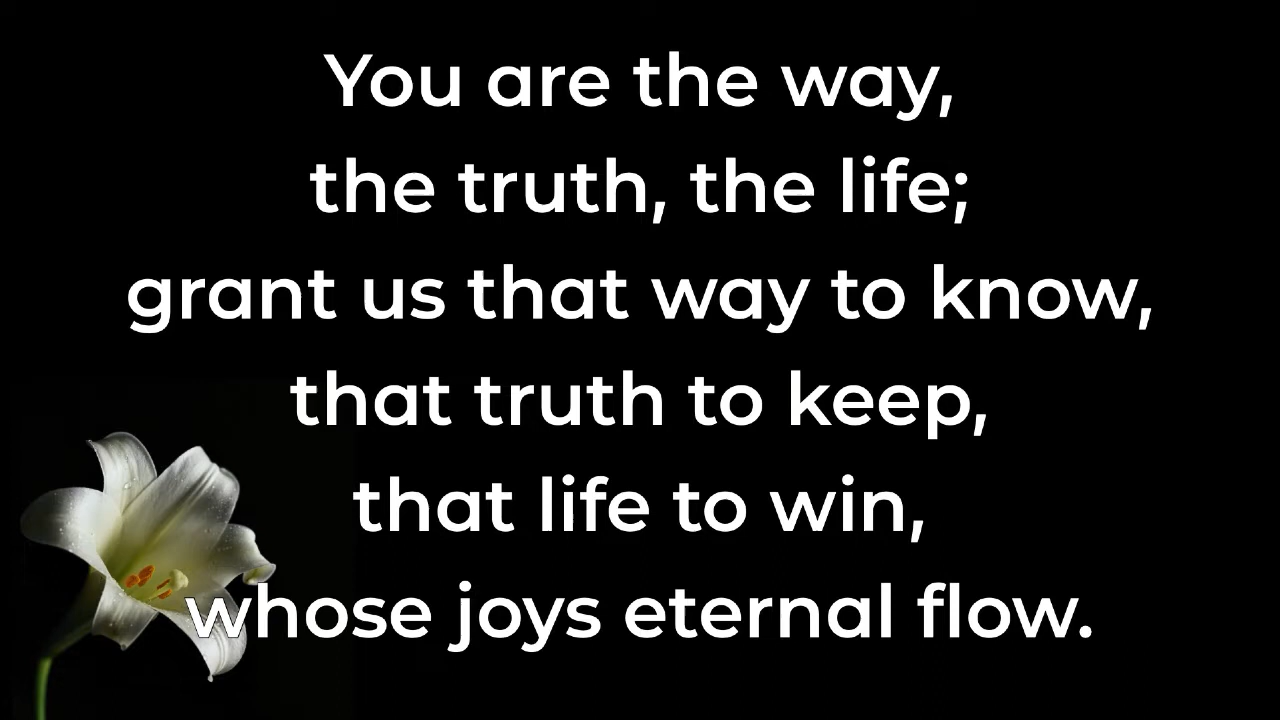 You are the way,
the truth, the life;
grant us that way to know,
that truth to keep,
that life to win,
whose joys eternal flow.